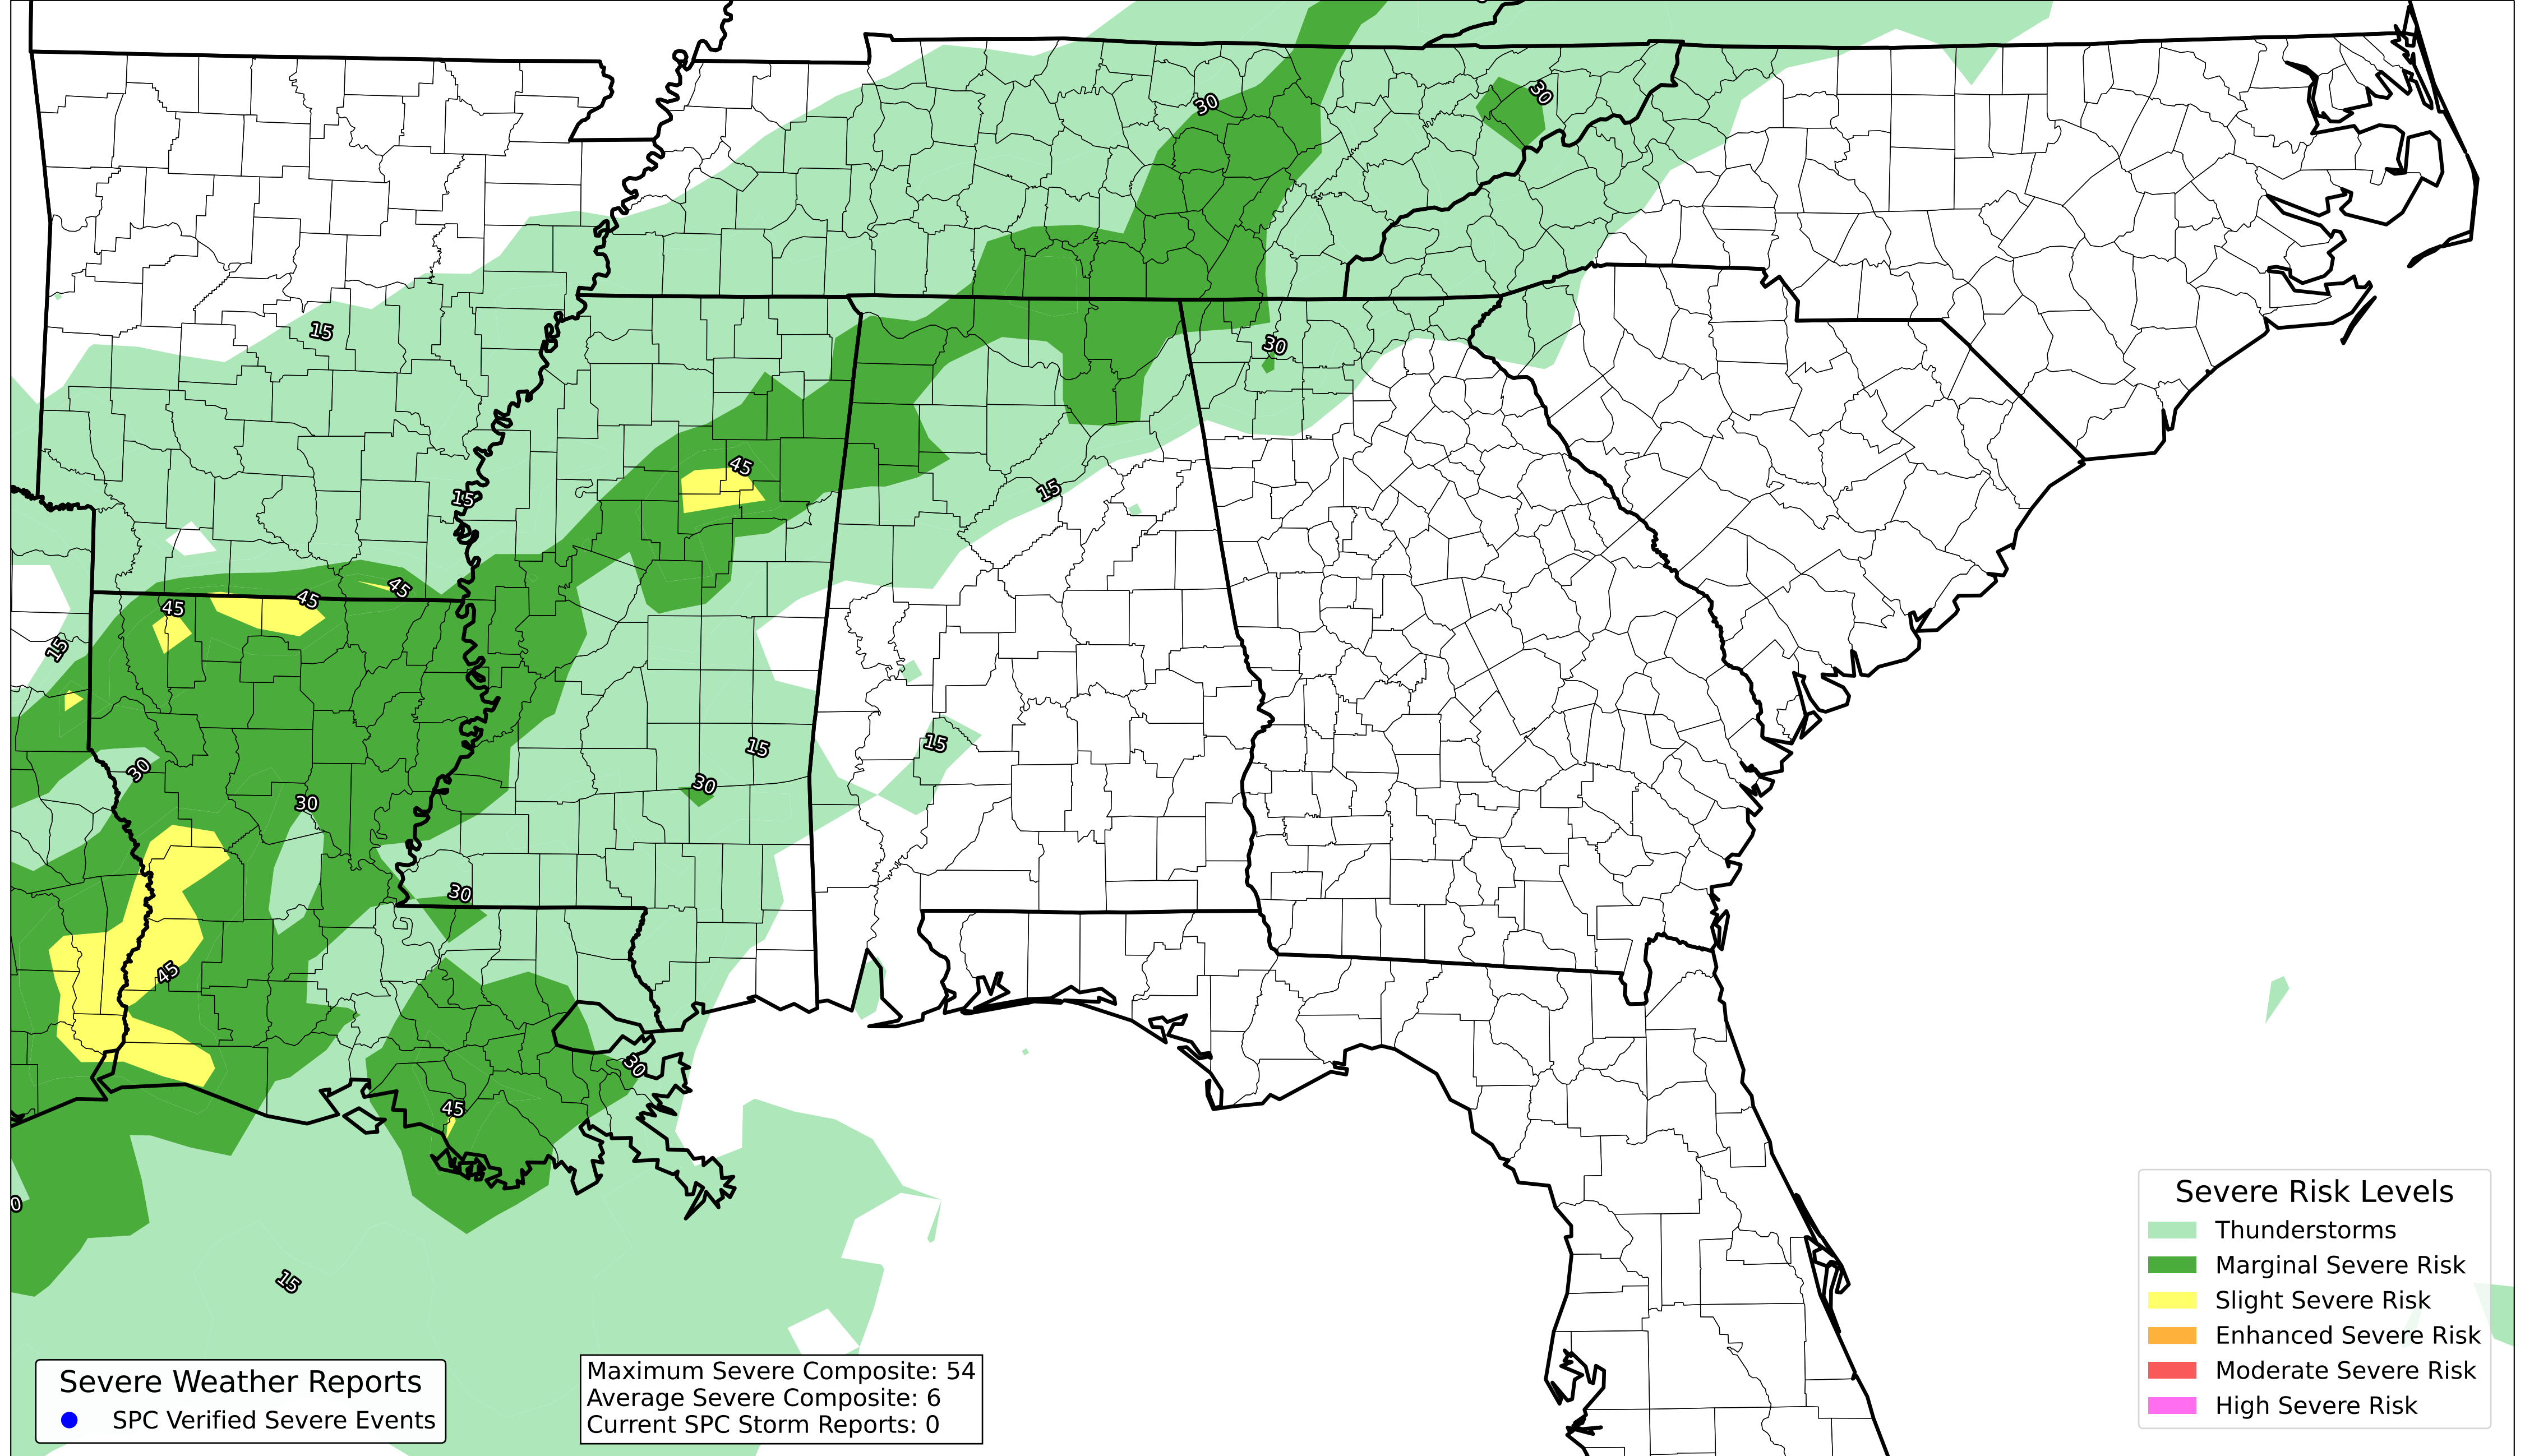 30
30
15
30
45
15
15
45
45
45
15
15
15
30
30
30
30
45
30
45
0
15
Severe Weather Reports
SPC Verified Severe Events
Maximum Severe Composite: 54
Average Severe Composite: 6
Current SPC Storm Reports: 0
Severe Risk Levels
Thunderstorms
Marginal Severe Risk
Slight Severe Risk
Enhanced Severe Risk
Moderate Severe Risk
High Severe Risk